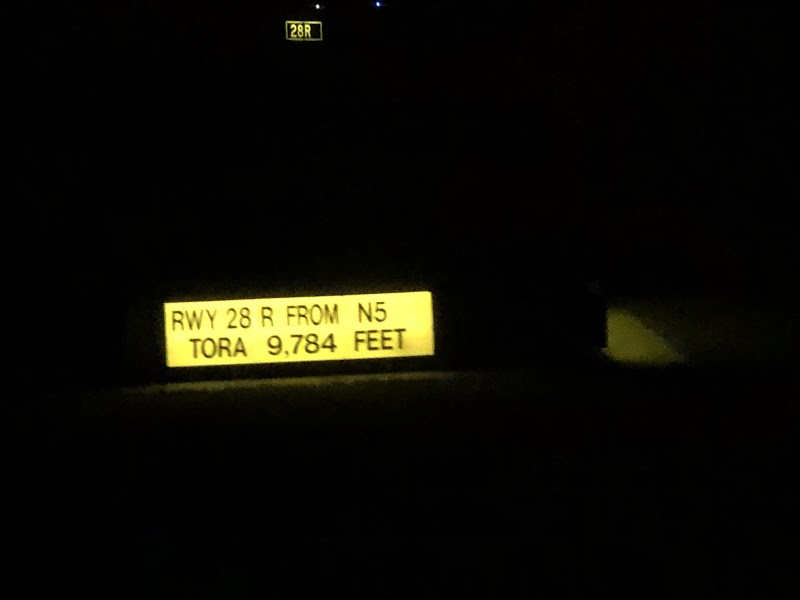 28R
RWY 28 R FROM N5
TORA 9,784 FEET